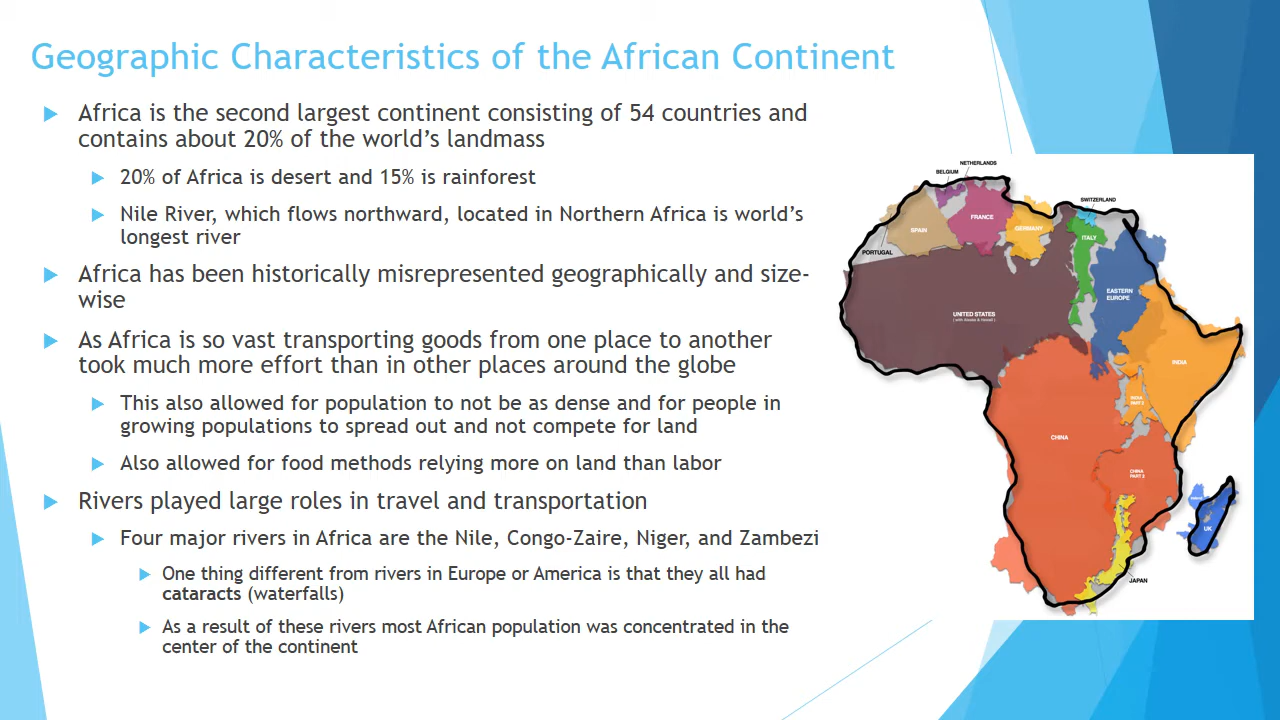 Geographic Characteristics of the African Continent
Africa is the second largest continent consisting of 54 countries and
contains about 20% of the world’s landmass
20% of Africa is desert and 15% is rainforest
Nile River, which flows northward, located in Northern Africa is world’s
longest river
Africa has been historically misrepresented geographically and size-
wise
As Africa is so vast transporting goods from one place to another
took much more effort than in other places around the globe
This also allowed for population to not be as dense and for people in
growing populations to spread out and not compete for land
Also allowed for food methods relying more on land than labor
Rivers played large roles in travel and transportation
Four major rivers in Africa are the Nile, Congo-Zaire, Niger, and Zambezi
One thing different from rivers in Europe or America is that they all had
cataracts (waterfalls)
As a result of these rivers most African population was concentrated in the
center of the continent
NETHERLANDS
BELGIUM
SWITZERLAND
SPAIN
FRANCE
GERMANY
ITALY
PORTUGAL
EASTERN
EUROPE
UNITED STATES
( with Alaska & Hawaii )
INDIA
INDIA
PART 2
CHINA
CHINA
PART 2
UK
JAPAN